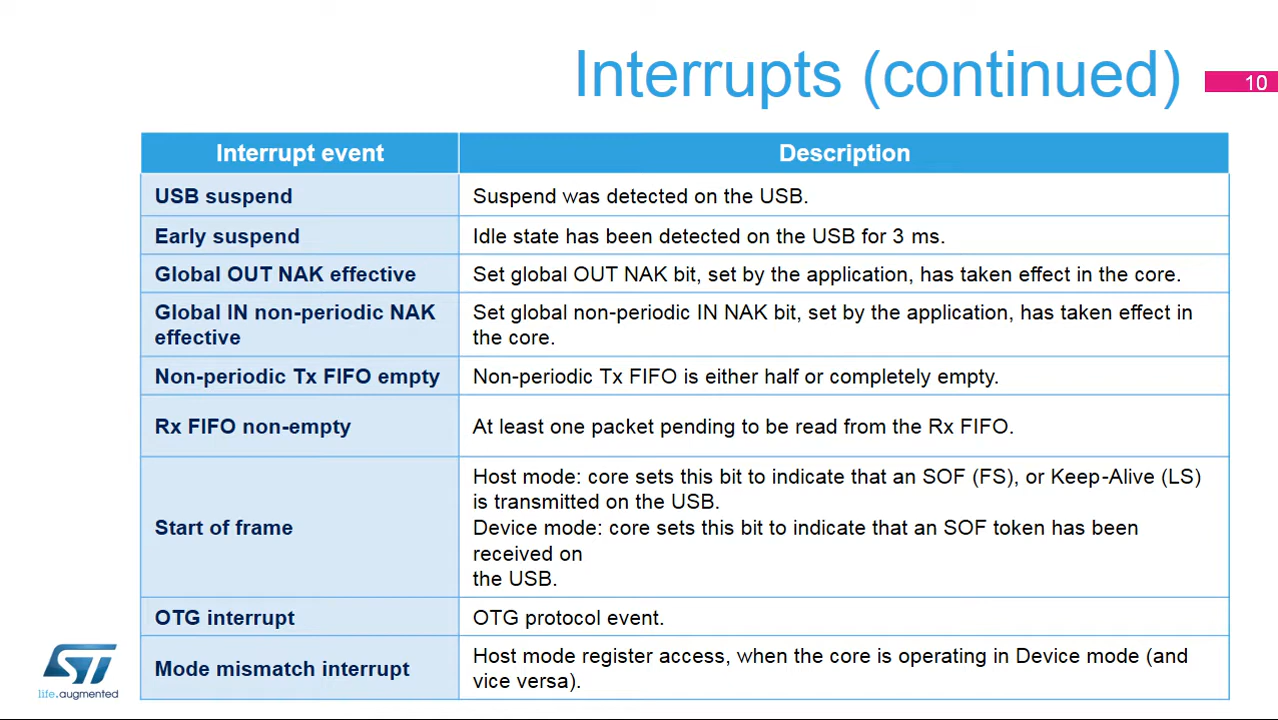 Interrupts (continued)
10
Interrupt event
Description
USB suspend
Suspend was detected on the USB.
Early suspend
Idle state has been detected on the USB for 3 ms.
Global OUT NAK effective
Set global OUT NAK bit, set by the application, has taken effect in the core.
Global IN non-periodic NAK
effective
Set global non-periodic IN NAK bit, set by the application, has taken effect in
the core.
Non-periodic Tx FIFO empty
Non-periodic Tx FIFO is either half or completely empty.
Rx FIFO non-empty
At least one packet pending to be read from the Rx FIFO.
Start of frame
Host mode: core sets this bit to indicate that an SOF (FS), or Keep-Alive (LS)
is transmitted on the USB.
Device mode: core sets this bit to indicate that an SOF token has been
received on
the USB.
OTG interrupt
OTG protocol event.
Mode mismatch interrupt
Host mode register access, when the core is operating in Device mode (and
vice versa).
ST
life.augmented